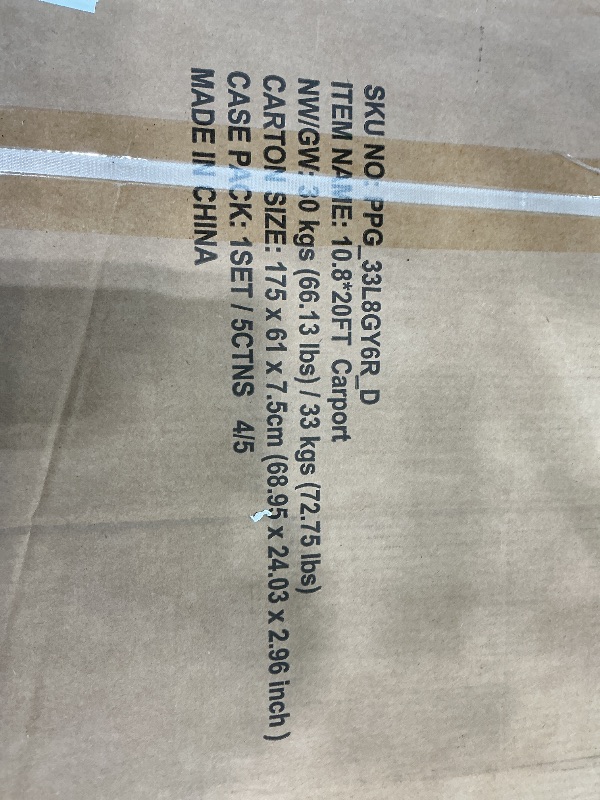 SKU NO: PPG_33L8GY6R_D
ITEM NAME: 10.8*20FT Carport
NW/GW: 30 kgs (66.13 lbs) / 33 kgs (72.75 lbs)
CARTON SIZE: 175 x 61 x 7.5cm (68.95 x 24.03 x 2.96 inch )
CASE PACK: 1SET / 5CTNS 4/5
MADE IN CHINA